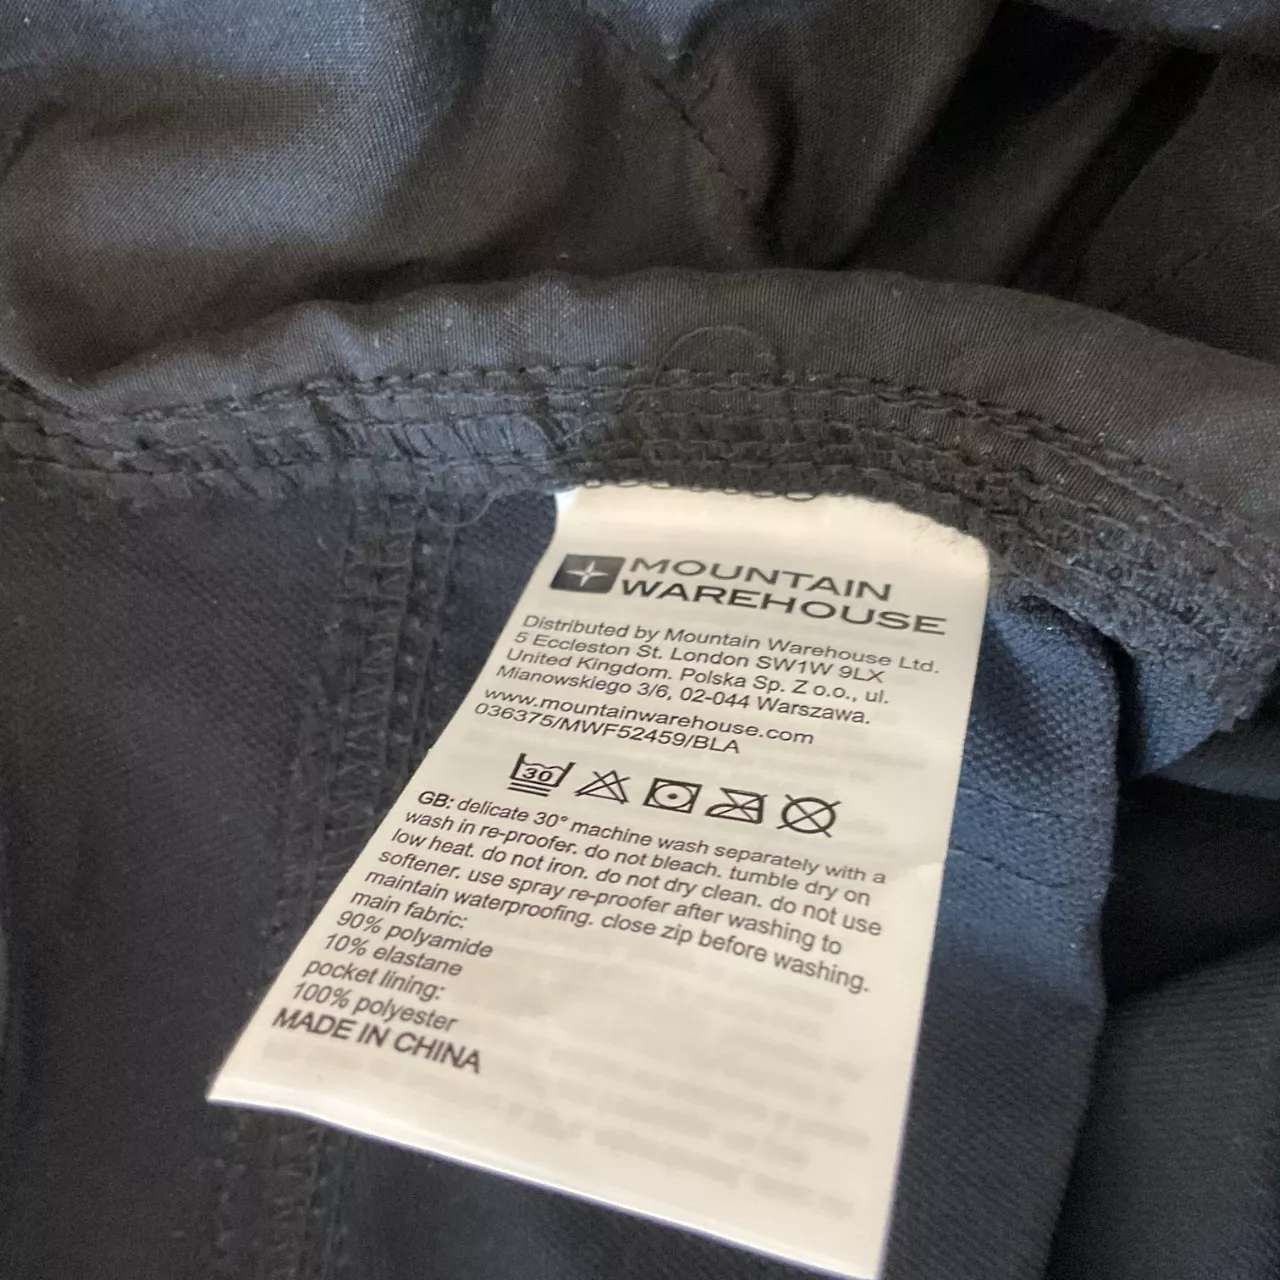 MOUNTAIN
WAREHOUSE
Distributed by Mountain Warehouse Ltd.
5 Eccleston St. London SW1W 9LX
United Kingdom. Polska Sp. Z o.o., ul.
Mianowskiego 3/6, 02-044 Warszawa.
www.mountainwarehouse.com
036375/MWF52459/BLA
30
GB: delicate 30° machine wash separately with a
wash in re-proofer. do not bleach. tumble dry on
low heat. do not iron. do not dry clean. do not use
softener. use spray re-proofer after washing to
maintain waterproofing. close zip before washing.
main fabric:
90% polyamide
10% elastane
pocket lining:
100% polyester
MADE IN CHINA